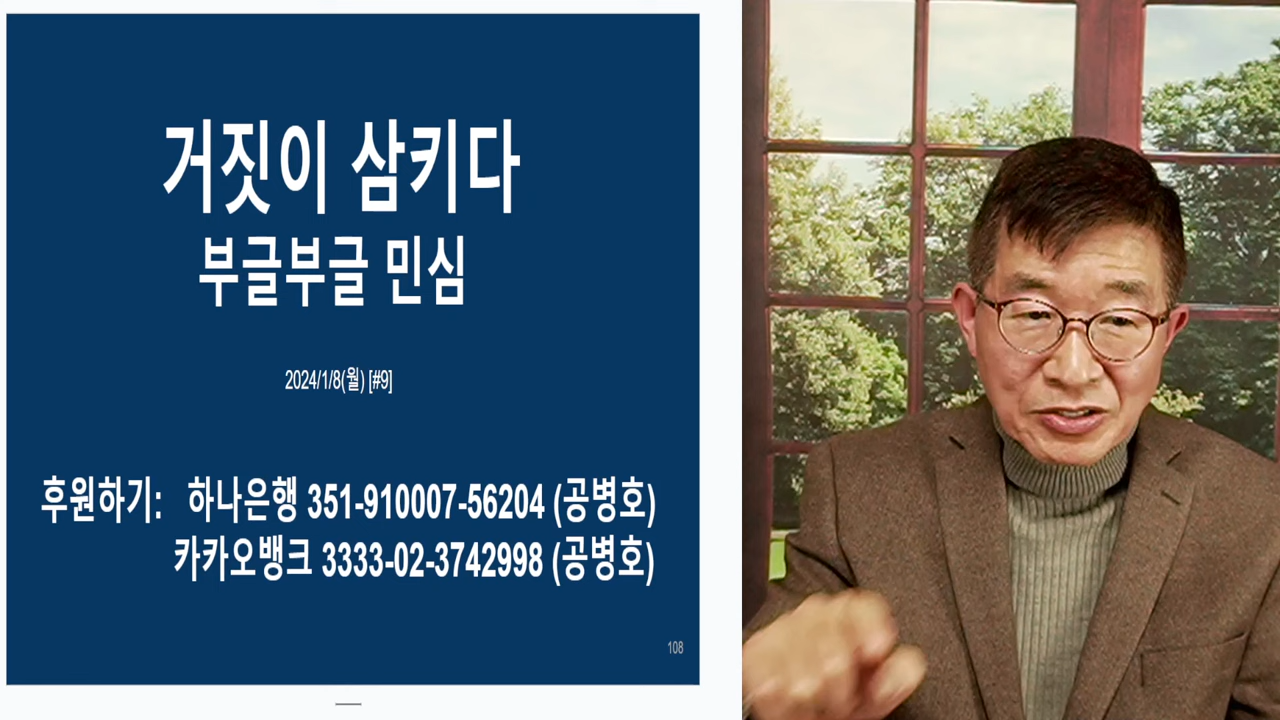 거짓이 삼키다
부글부글 민심
2024/1/8(월) [#9]
후원하기: 하나은행 351-910007-56204 (공병호)
카카오뱅크 3333-02-3742998 (공병호)
108